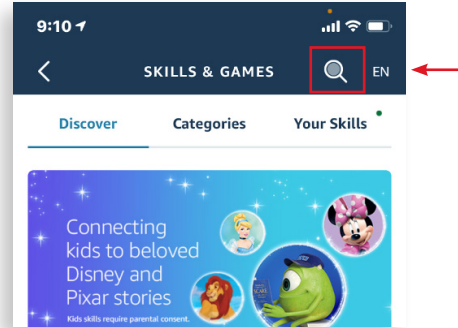 9:10
SKILLS & GAMES
EN
Discover Categories Your Skills
Connecting
kids to beloved
Disney and
Pixar stories
Kids skills require parental consent.